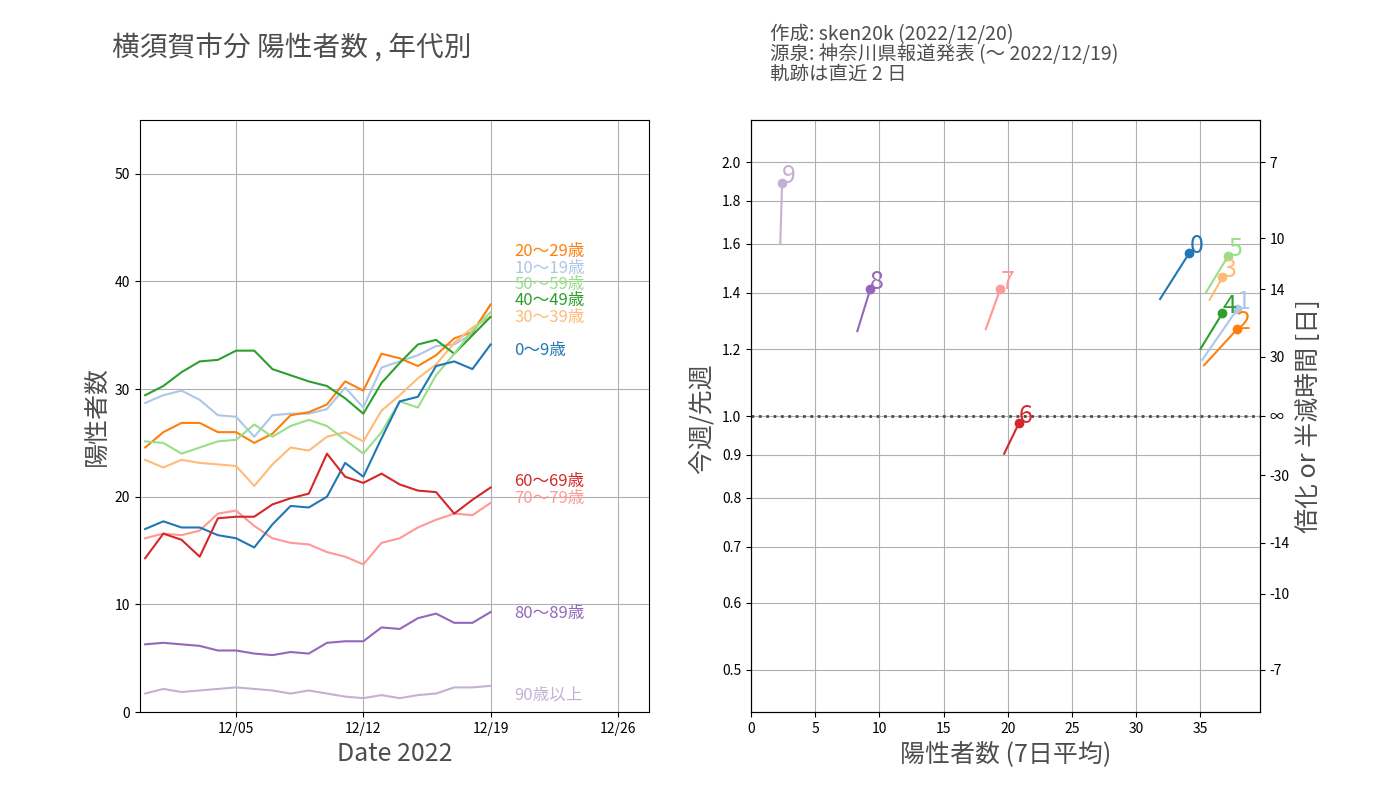 横須賀市分 陽性者数 , 年代別
作成: sken20k (2022/12/20)
源泉: 神奈川県報道発表 (〜 2022/12/19)
軌跡は直近 2 日
陽性者数
50
40
30
20
10
0
20〜29歳
10〜19歳
50〜59歳
40〜49歳
30〜39歳
0〜9歳
60〜69歳
70〜79歳
80〜89歳
90歳以上
12/05
12/12
12/19
12/26
Date 2022
今週/先週
2.0
1.8
1.6
1.4
1.2
1.0
0.9
0.8
0.7
0.6
0.5
9
8
7
6
0
5
3
4
1
2
7
10
14
30
∞
-30
-14
-10
-7
倍化 or 半減時間 [日]
0
5
10
15
20
25
30
35
陽性者数 (7日平均)